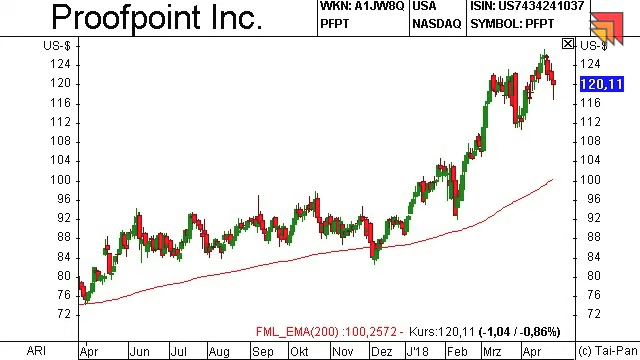 Proofpoint Inc.
WKN: A1JW8Q
PFPT
USA
NASDAQ
ISIN: US7434241037
SYMBOL: PFPT
US-$
US-$
124
120
116
112
108
104
100
96
92
88
84
80
76
72
124
120,11
116
112
108
104
100
96
92
88
84
80
76
72
FML_EMA(200) :100,2572 - Kurs:120,11 (-1,04 / -0,86%)
ARI
Apr Mai Jun Jul Aug Sep Okt Nov Dez J'18 Feb Mrz Apr
(c) Tai-Pan